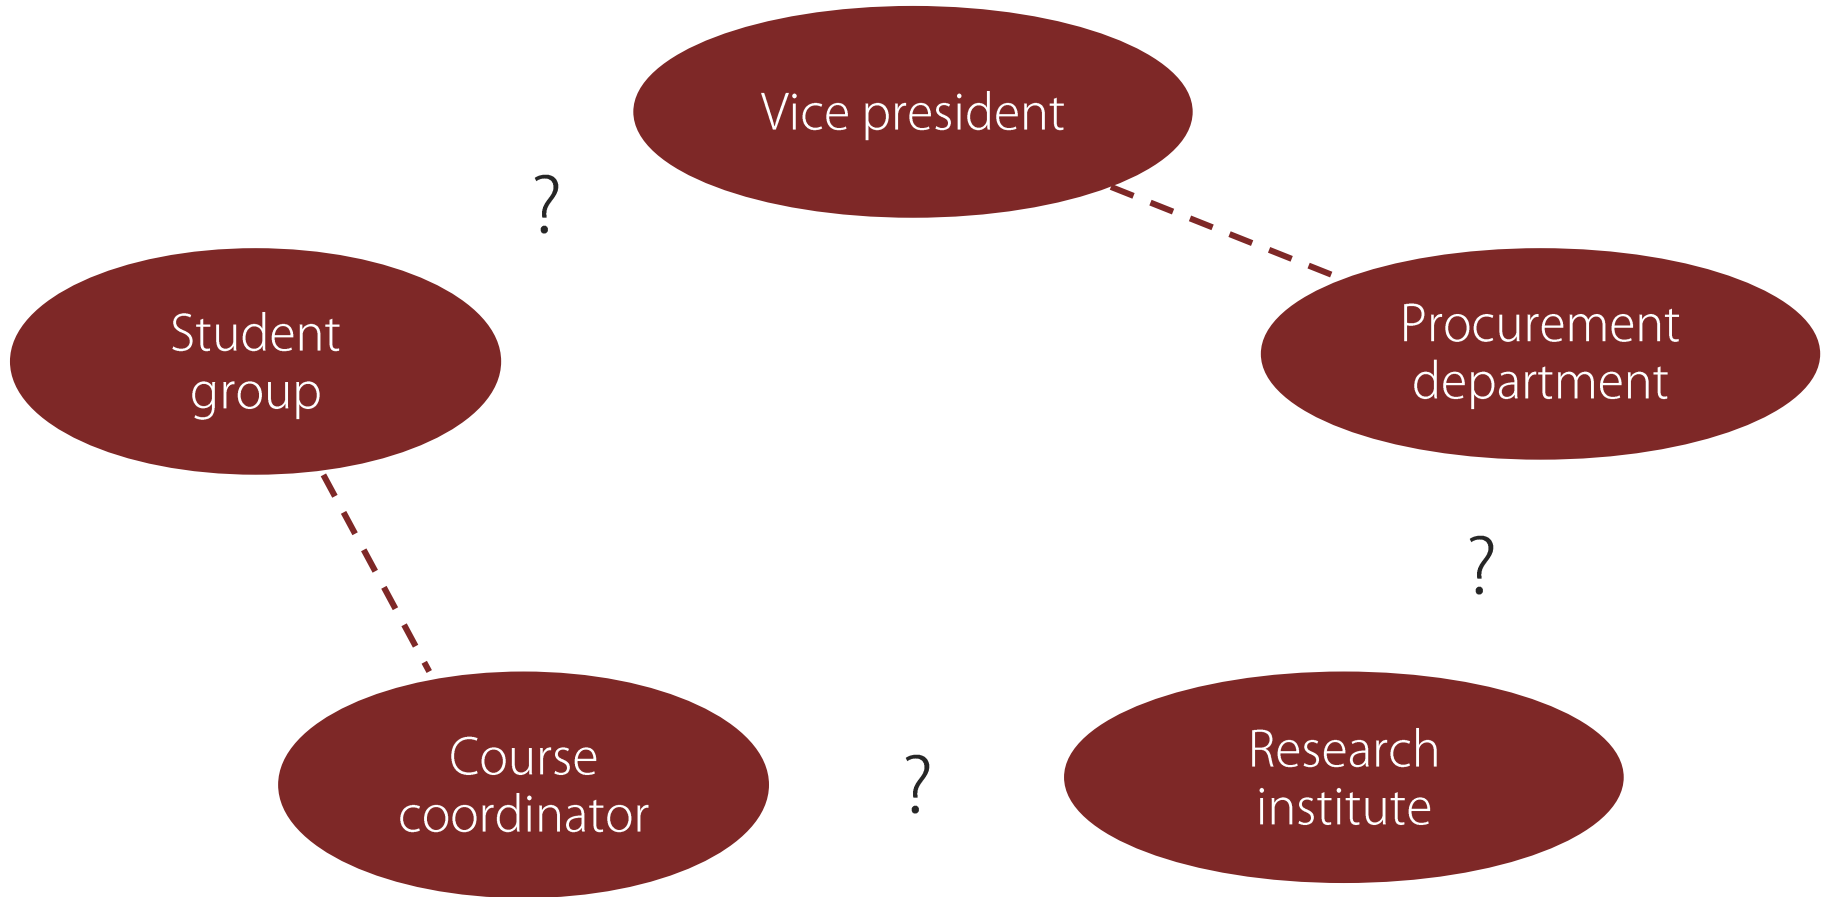 Vice president
?
Student
group
Procurement
department
?
Course
coordinator
?
Research
institute